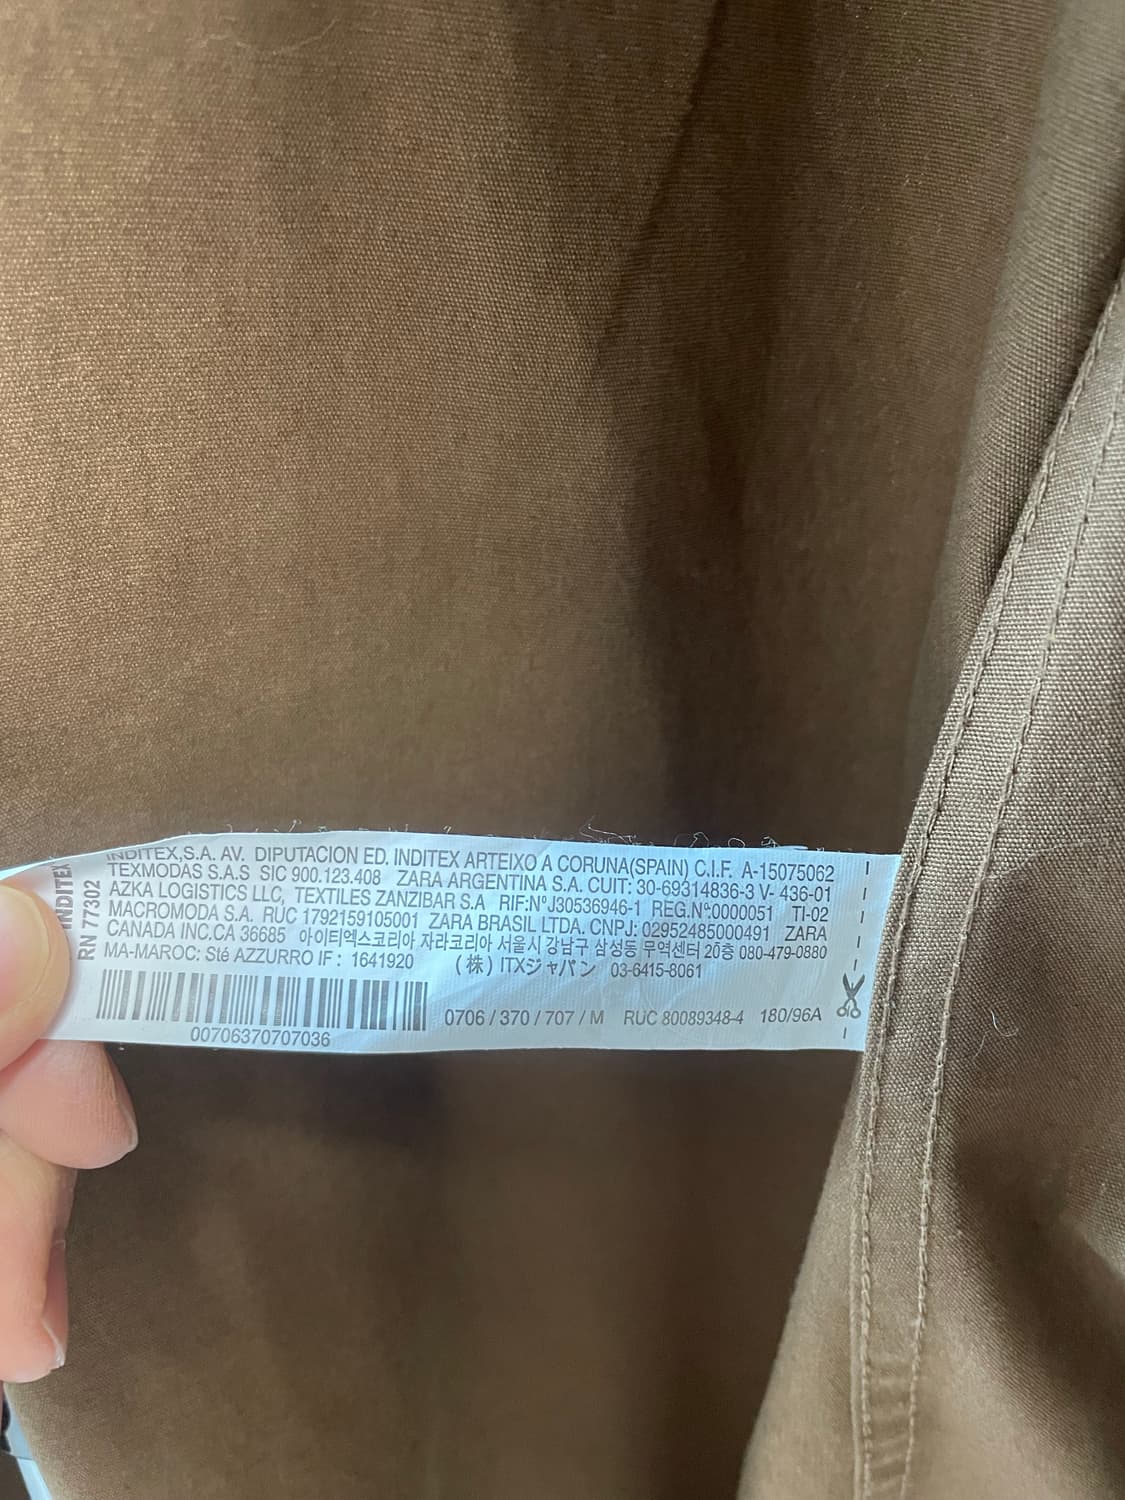 INDITEX
RN 77302
INDITEX,S.A. AV. DIPUTACION ED. INDITEX ARTEIXO A CORUNA(SPAIN) C.I.F. A-15075062
TEXMODAS S.A.S SIC 900.123.408 ZARA ARGENTINA S.A. CUIT: 30-69314836-3 V- 436-01
AZKA LOGISTICS LLC, TEXTILES ZANZIBAR S.A RIF:Nº J30536946-1 REG.Nº:0000051 TI-02
MACROMODA S.A. RUC 1792159105001 ZARA BRASIL LTDA. CNPJ: 02952485000491 ZARA
CANADA INC.CA 36685 아이티엑스코리아 자라코리아 서울시 강남구 삼성동 무역센터 20층 080-479-0880
MA-MAROC: Sté AZZURRO IF : 1641920 (株) ITXジャパン 03-6415-8061
0706 / 370 / 707 / M RUC 80089348-4 180/96A
00706370707036